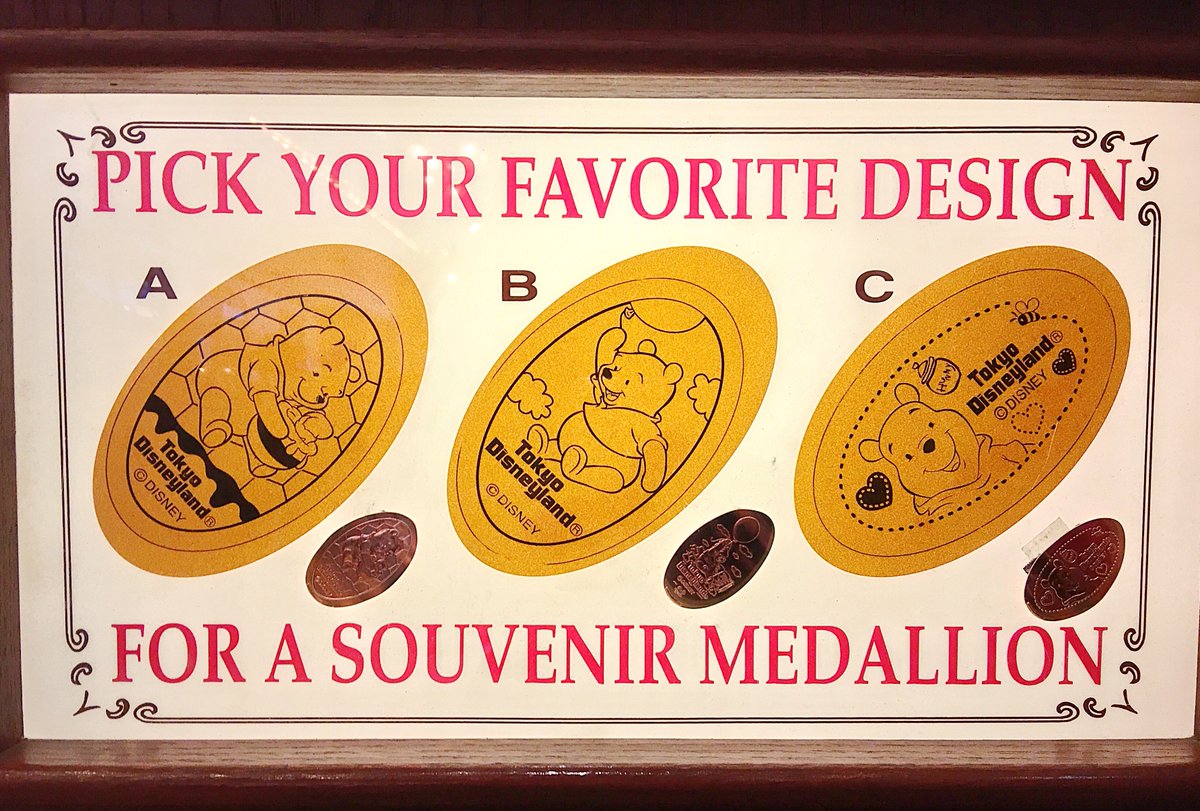 PICK YOUR FAVORITE DESIGN
A
Tokyo
Disneyland®
©DISNEY
B
Tokyo
Disneyland®
©DISNEY
C
HUNNY
Tokyo
Disneyland®
©DISNEY
FOR A SOUVENIR MEDALLION